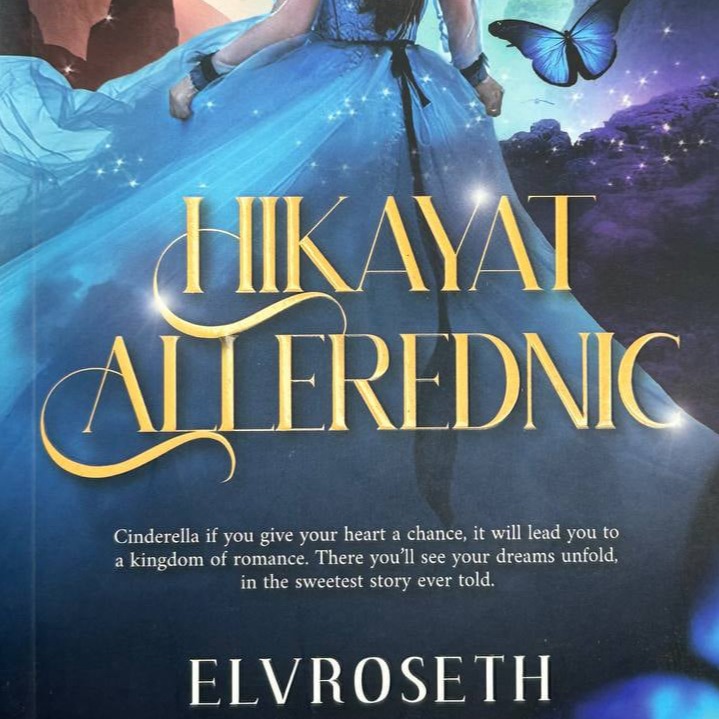 HIKAYAT
ALLEREDNIC
Cinderella if you give your heart a chance, it will lead you to
a kingdom of romance. There you'll see your dreams unfold,
in the sweetest story ever told.
ELVROSETH